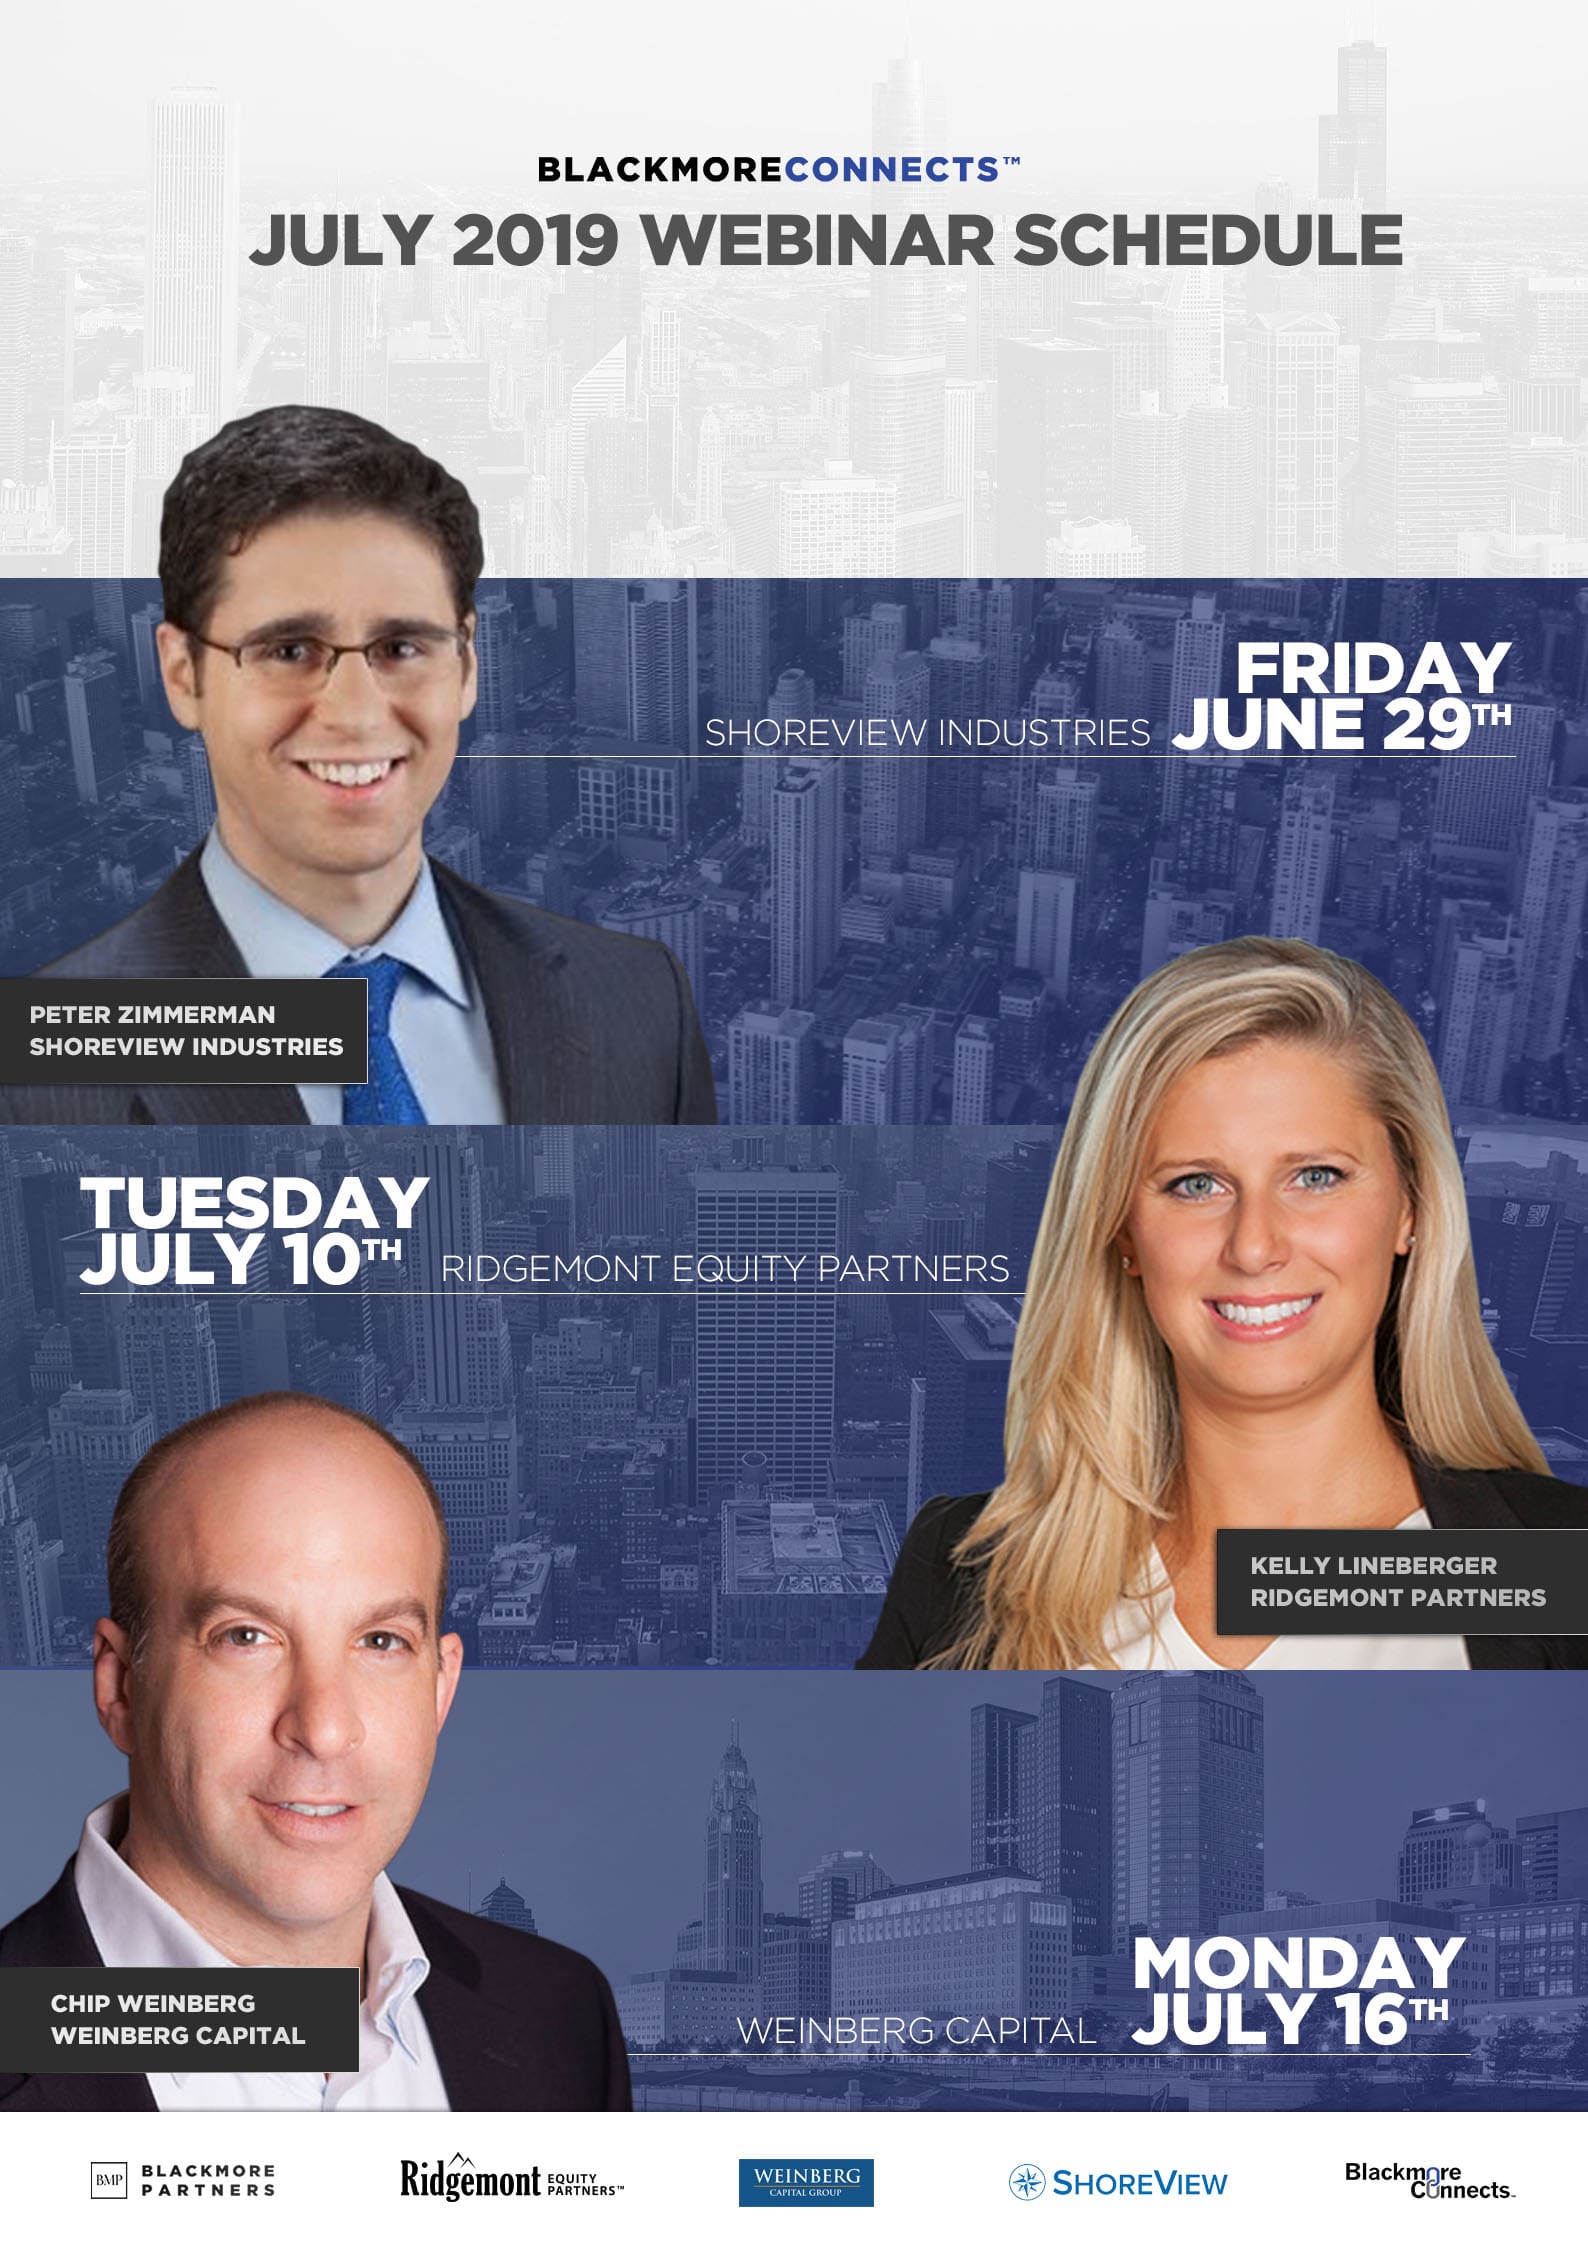 BLACKMORECONNECTS™
JULY 2019 WEBINAR SCHEDULE
FRIDAY
SHOREVIEW INDUSTRIES JUNE 29TH
PETER ZIMMERMAN
SHOREVIEW INDUSTRIES
TUESDAY
JULY 10TH RIDGEMONT EQUITY PARTNERS
KELLY LINEBERGER
RIDGEMONT PARTNERS
MONDAY
WEINBERG CAPITAL JULY 16TH
CHIP WEINBERG
WEINBERG CAPITAL
BMP BLACKMORE
PARTNERS
Ridgemont EQUITY
PARTNERS™
WEINBERG
CAPITAL GROUP
SHOREVIEW
Blackmore
Connects™